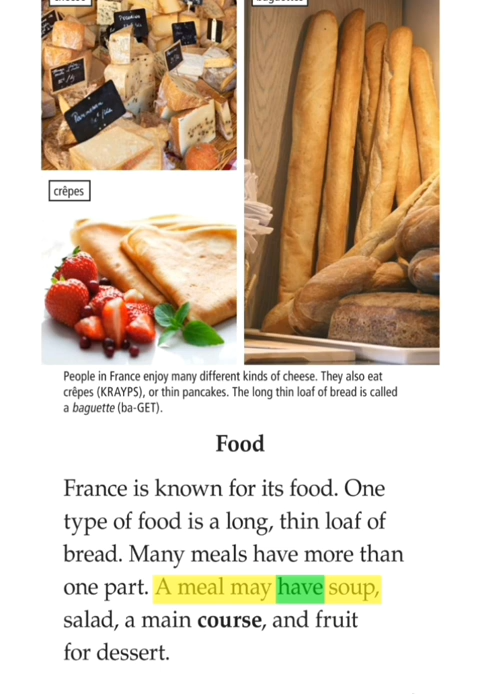 cheese
baguettes
Parmesan
crêpes
People in France enjoy many different kinds of cheese. They also eat
crêpes (KRAYPS), or thin pancakes. The long thin loaf of bread is called
a baguette (ba-GET).
Food
France is known for its food. One
type of food is a long, thin loaf of
bread. Many meals have more than
one part. A meal may have soup,
salad, a main course, and fruit
for dessert.